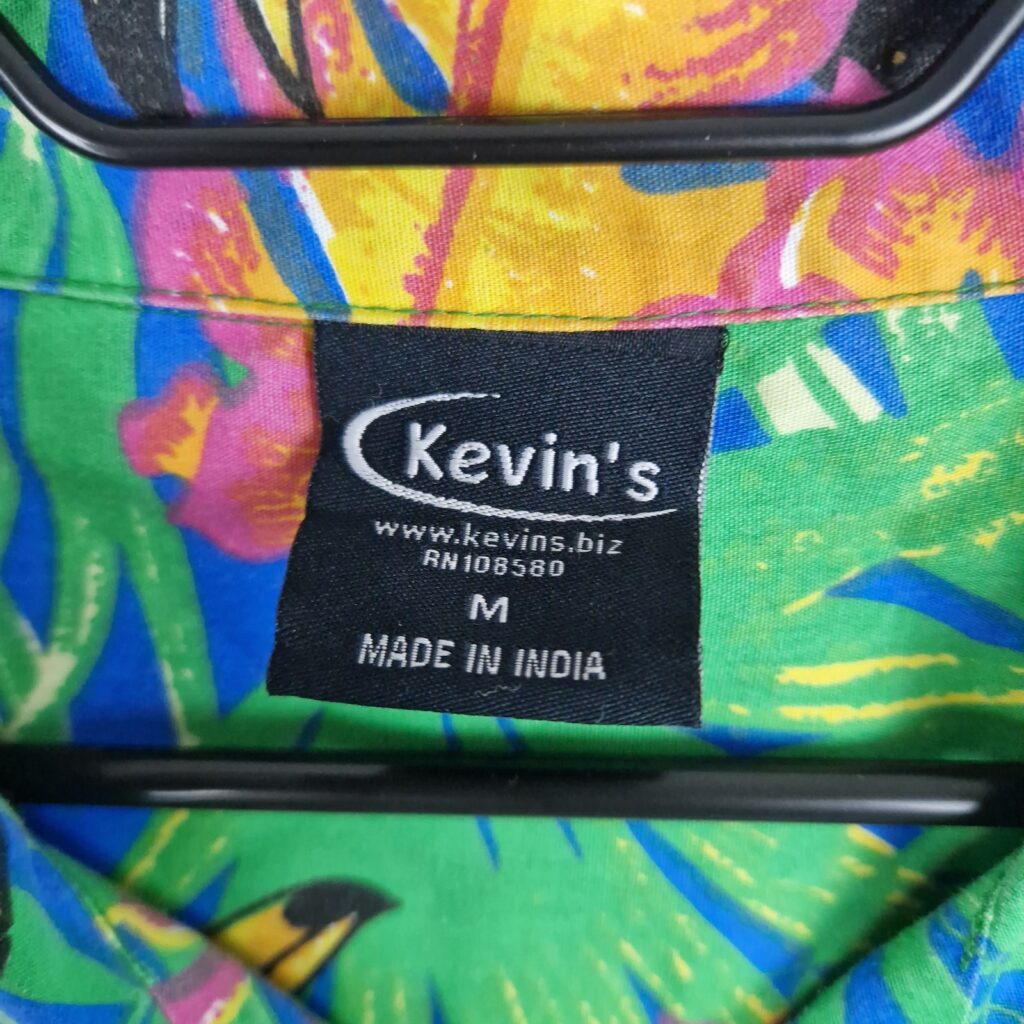 Kevin's
www.kevins.biz
RN108580
M
MADE IN INDIA